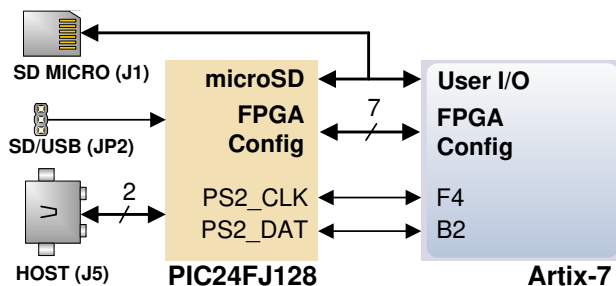 SD MICRO (J1)
microSD
User I/O
SD/USB (JP2)
FPGA
Config
7
FPGA
Config
HOST (J5)
2
PS2_CLK
F4
PS2_DAT
B2
PIC24FJ128
Artix-7